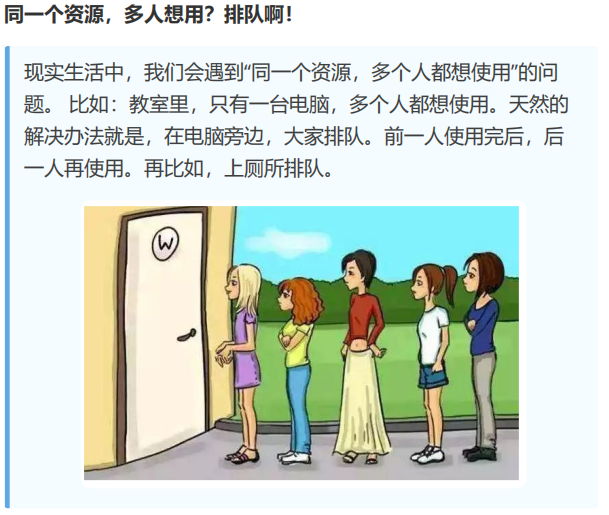 同一个资源，多人想用？排队啊！
现实生活中，我们会遇到“同一个资源，多个人都想使用”的问
题。 比如：教室里，只有一台电脑，多个人都想使用。天然的
解决办法就是，在电脑旁边，大家排队。前一人使用完后，后
一人再使用。再比如，上厕所排队。
W